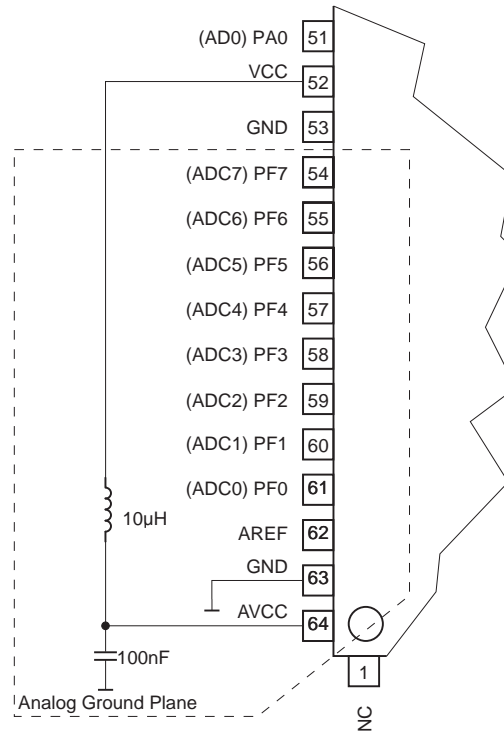 (AD0) PA0 51
VCC 52
GND 53
(ADC7) PF7 54
(ADC6) PF6 55
(ADC5) PF5 56
(ADC4) PF4 57
(ADC3) PF3 58
(ADC2) PF2 59
(ADC1) PF1 60
(ADC0) PF0 61
10µH
AREF 62
GND 63
AVCC 64
100nF
1
Analog Ground Plane
NC